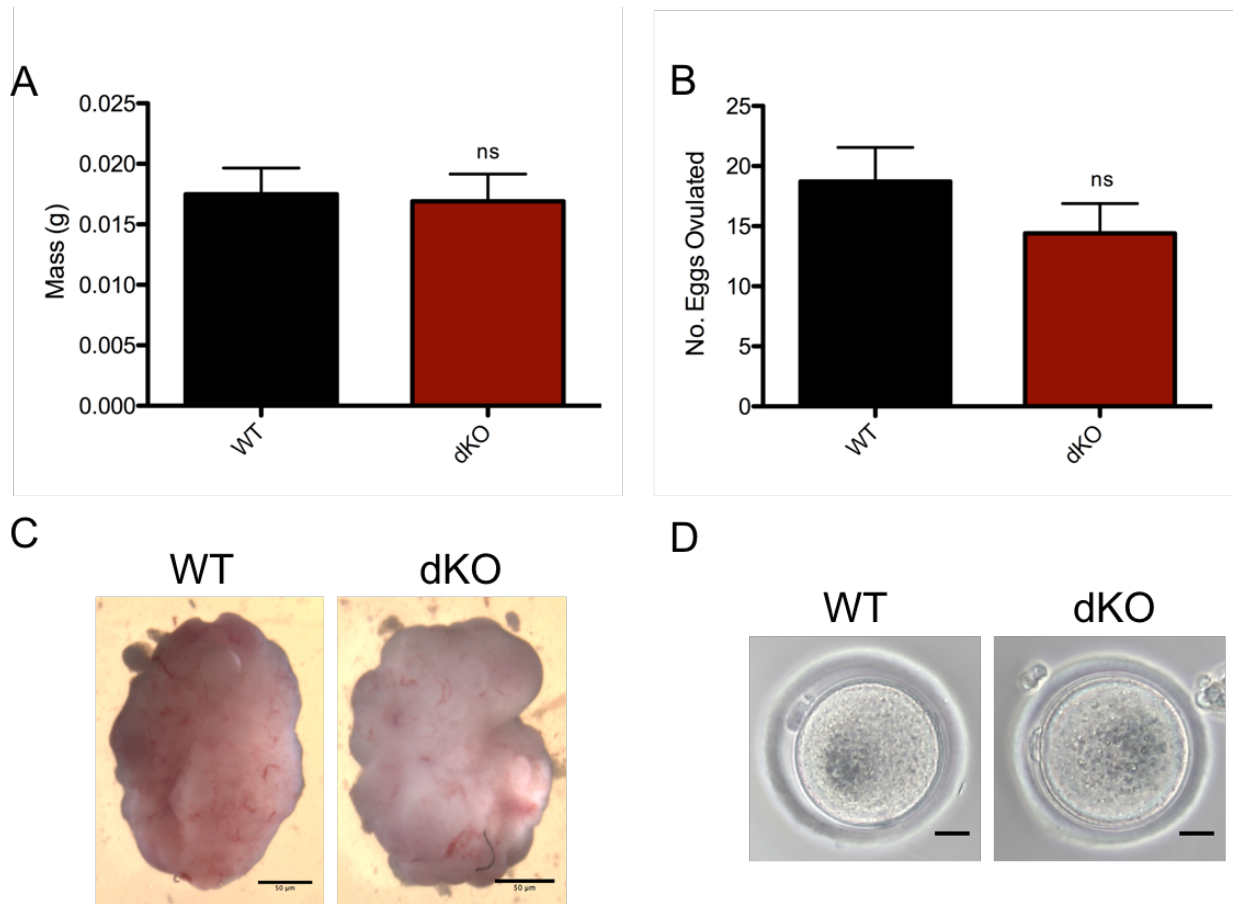 A
Mass (g)
0.025
0.020
0.015
0.010
0.005
0.000
ns
WT
dKO
B
No. Eggs Ovulated
25
20
15
10
5
0
ns
WT
dKO
C
WT
dKO
50 µm
50 µm
D
WT
dKO